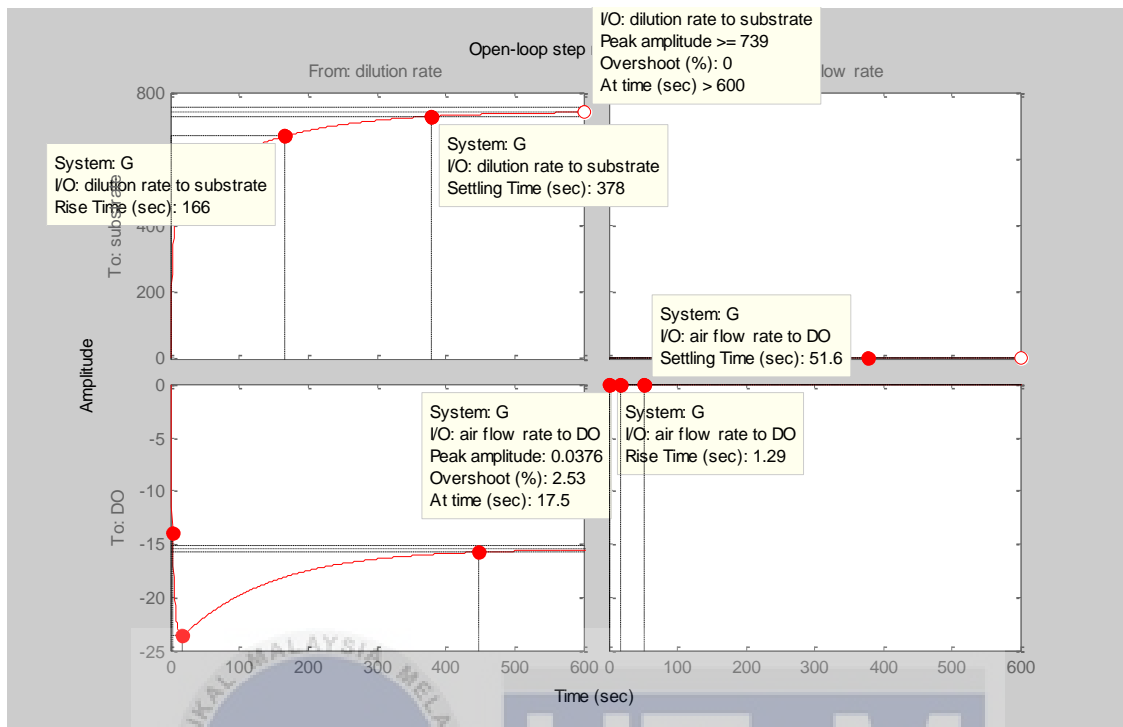 Open-loop step
From: dilution rate
low rate
I/O: dilution rate to substrate
Peak amplitude >= 739
Overshoot (%): 0
At time (sec) > 600
800
400
200
0
To: substrate
System: G
I/O: dilution rate to substrate
Rise Time (sec): 166
System: G
I/O: dilution rate to substrate
Settling Time (sec): 378
System: G
I/O: air flow rate to DO
Settling Time (sec): 51.6
Amplitude
0
-5
-10
-15
-20
-25
To: DO
System: G
I/O: air flow rate to DO
Peak amplitude: 0.0376
Overshoot (%): 2.53
At time (sec): 17.5
System: G
I/O: air flow rate to DO
Rise Time (sec): 1.29
0 100 200 300 400 500 600
0 100 200 300 400 500 600
Time (sec)
KAL MALAYSIA MELA